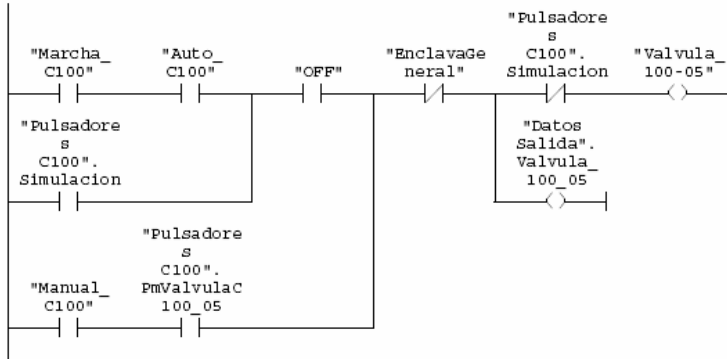 "Pulsadore
s
"Marcha_ "Auto_ "EnclavaGe C100". "Valvula_
C100" C100" "OFF" neral" Simulacion 100-05"
"Pulsadore
s
C100".
Simulacion
"Datos
Salida".
Valvula_
100_05
"Pulsadore
s
C100".
"Manual_ PmValvulaC
C100" 100_05